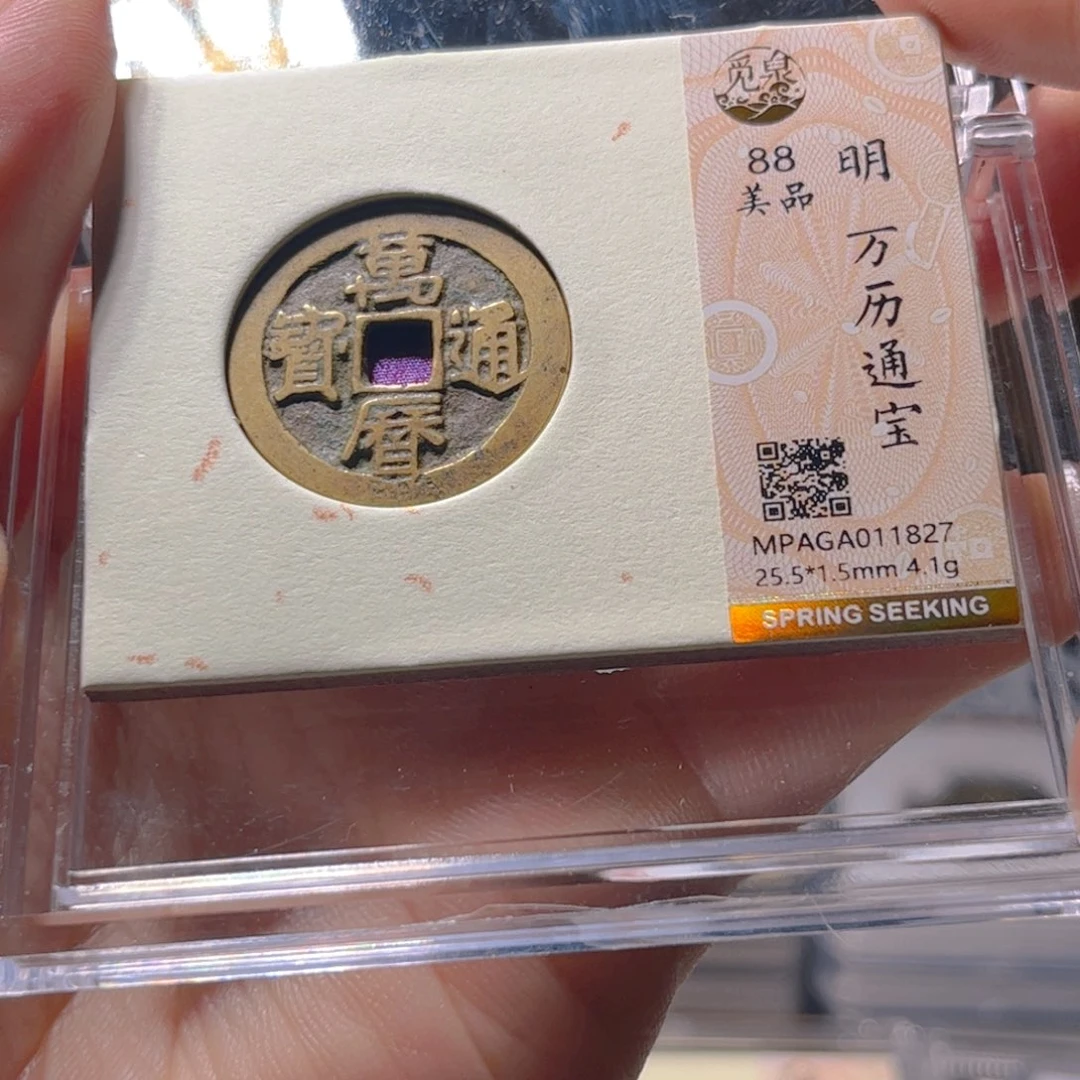 萬
曆
通
寶
觅泉
88
美品
明
万历通宝
MPAGA011827
25.5*1.5mm 4.1g
SPRING SEEKING